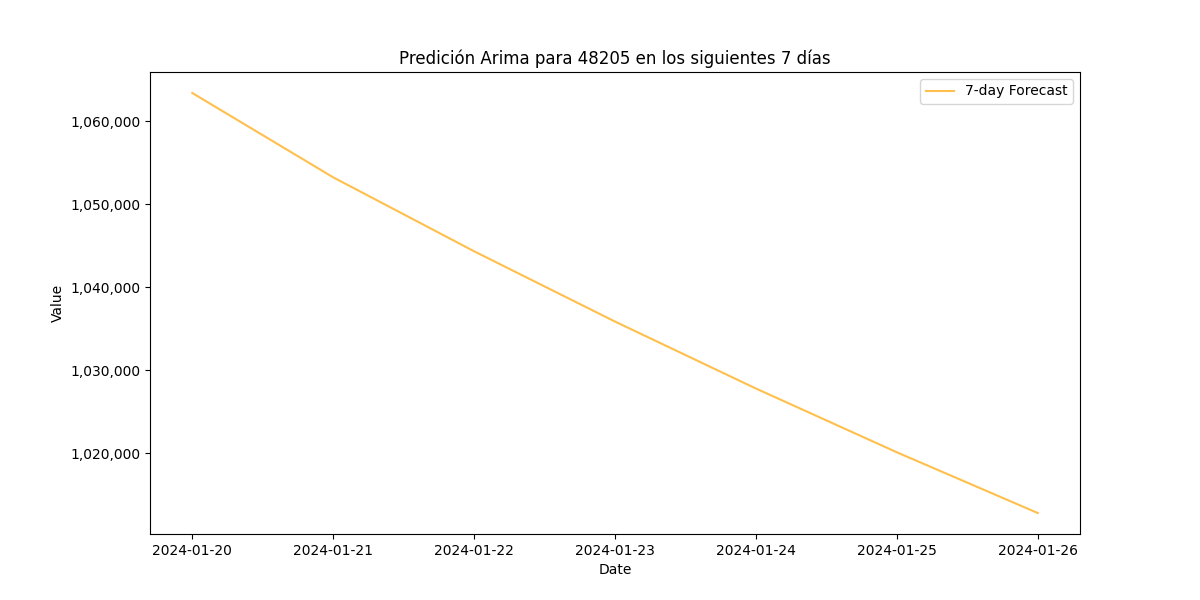 Predición Arima para 48205 en los siguientes 7 días
7-day Forecast
Value
1,060,000
1,050,000
1,040,000
1,030,000
1,020,000
2024-01-20 2024-01-21 2024-01-22 2024-01-23 2024-01-24 2024-01-25 2024-01-26
Date